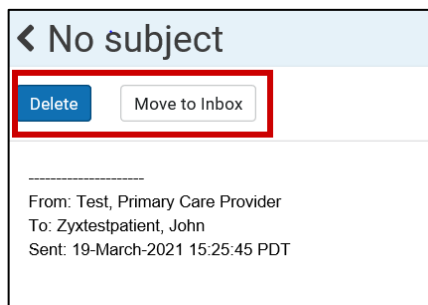 No subject
Delete Move to Inbox
--------------------
From: Test, Primary Care Provider
To: Zyxtestpatient, John
Sent: 19-March-2021 15:25:45 PDT